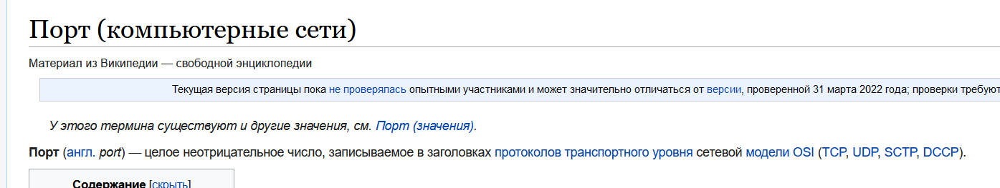 Порт (компьютерные сети)
Материал из Википедии — свободной энциклопедии
Текущая версия страницы пока не проверялась опытными участниками и может значительно отличаться от версии, проверенной 31 марта 2022 года; проверки требуют
У этого термина существуют и другие значения, см. Порт (значения).
Порт (англ. port) — целое неотрицательное число, записываемое в заголовках протоколов транспортного уровня сетевой модели OSI (TCP, UDP, SCTP, DCCP).
Содержание [скрыть]